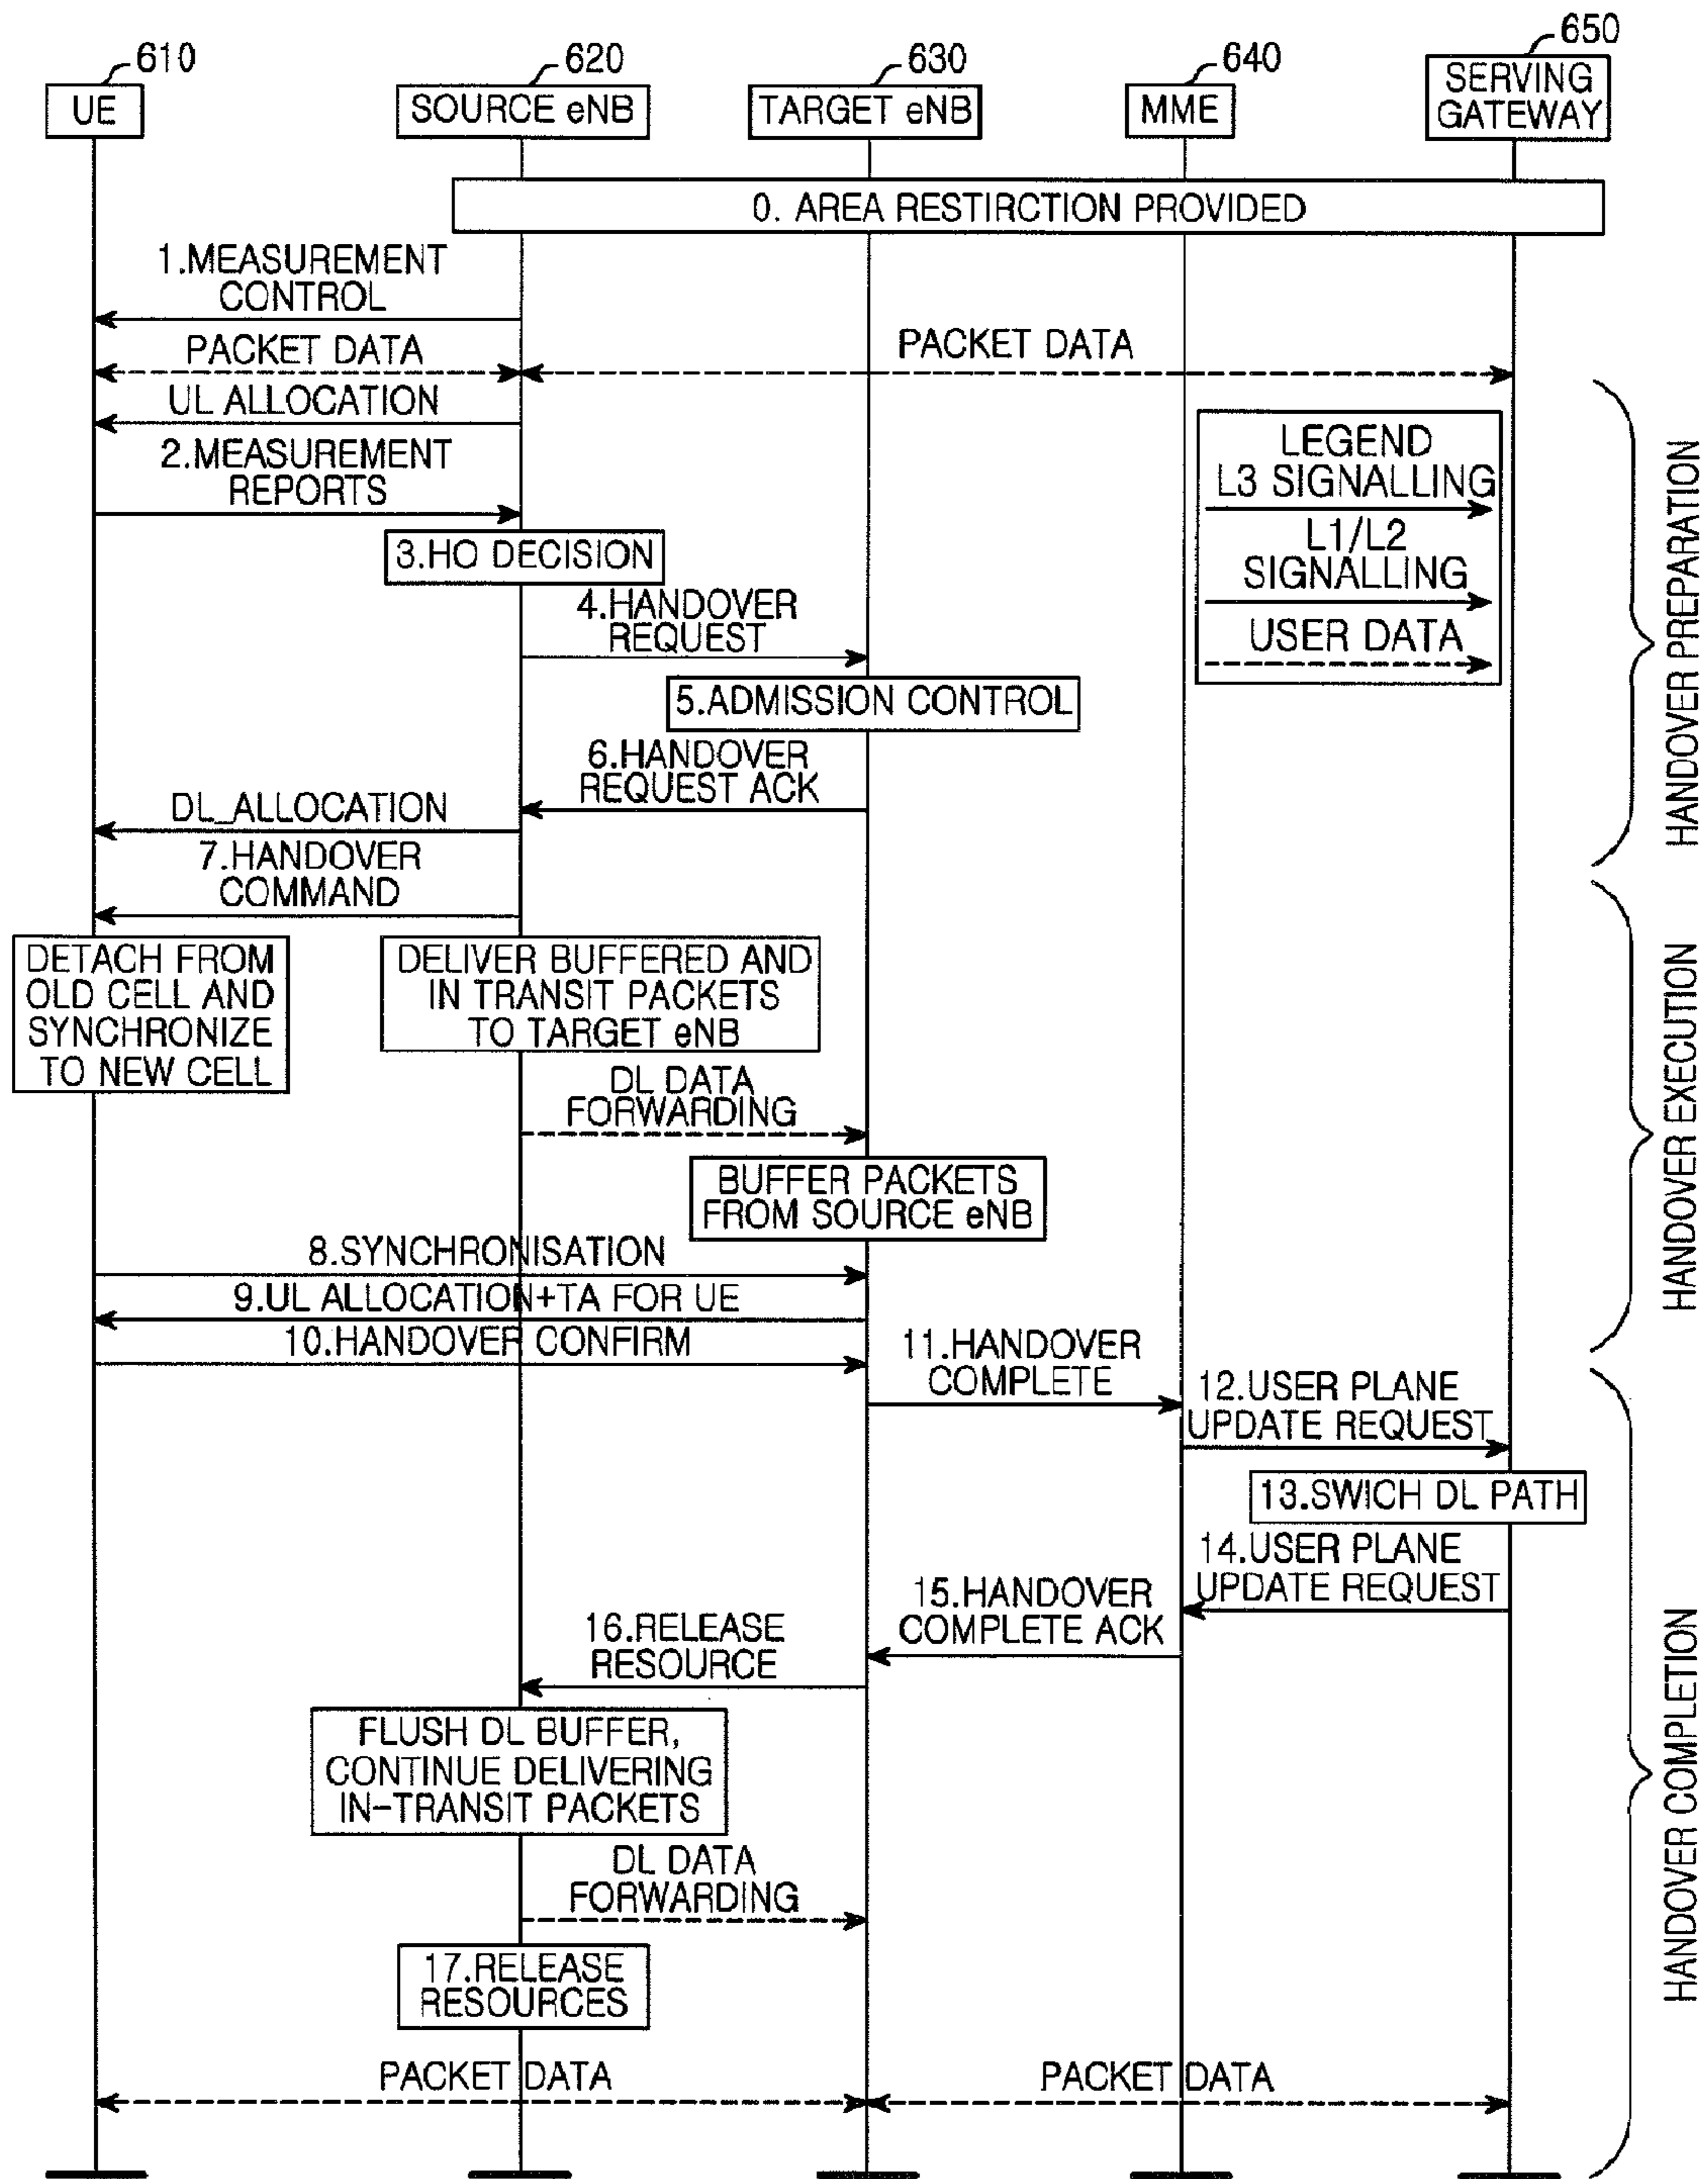 610
620
630
640
650
UE
SOURCE eNB
TARGET eNB
MME
SERVING
GATEWAY
0. AREA RESTIRCTION PROVIDED
1.MEASUREMENT
CONTROL
PACKET DATA
PACKET DATA
UL ALLOCATION
2.MEASUREMENT
REPORTS
LEGEND
L3 SIGNALLING
L1/L2
SIGNALLING
USER DATA
3.HO DECISION
4.HANDOVER
REQUEST
5.ADMISSION CONTROL
6.HANDOVER
REQUEST ACK
DL_ALLOCATION
HANDOVER PREPARATION
7.HANDOVER
COMMAND
DETACH FROM
OLD CELL AND
SYNCHRONIZE
TO NEW CELL
DELIVER BUFFERED AND
IN TRANSIT PACKETS
TO TARGET eNB
DL DATA
FORWARDING
BUFFER PACKETS
FROM SOURCE eNB
8.SYNCHRONISATION
9.UL ALLOCATION+TA FOR UE
10.HANDOVER CONFIRM
HANDOVER EXECUTION
11.HANDOVER
COMPLETE
12.USER PLANE
UPDATE REQUEST
13.SWICH DL PATH
14.USER PLANE
UPDATE REQUEST
15.HANDOVER
COMPLETE ACK
16.RELEASE
RESOURCE
FLUSH DL BUFFER,
CONTINUE DELIVERING
IN-TRANSIT PACKETS
DL DATA
FORWARDING
17.RELEASE
RESOURCES
PACKET DATA
PACKET DATA
HANDOVER COMPLETION